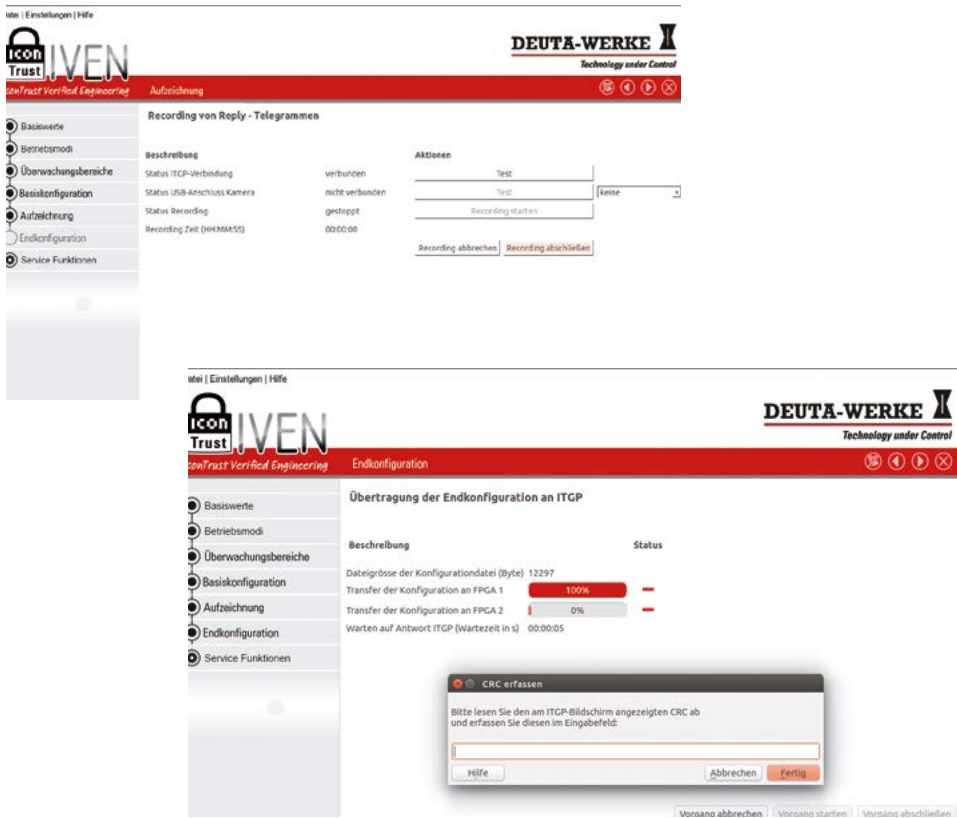 atei | Einstellungen | Hilfe
icon
Trust IVEN
DEUTA-WERKE
Technology under Control
conTrust Verified Engineering Aufzeichnung
Recording von Reply - Telegrammen
Basiswerte
Betriebsmodi
Überwachungsbereiche
Basiskonfiguration
Aufzeichnung
Endkonfiguration
Service Funktionen
Beschreibung Aktionen
Status ITGP-Verbindung verbunden Test
Status USB-Anschluss Kamera nicht verbunden Test keine
Status Recording gestoppt Recording starten
Recording Zeit (HH:MM:SS) 00:00:00
Recording abbrechen Recording abschließen
atei | Einstellungen | Hilfe
icon
Trust IVEN
DEUTA-WERKE
Technology under Control
conTrust Verified Engineering Endkonfiguration
Übertragung der Endkonfiguration an ITGP
Basiswerte
Betriebsmodi
Überwachungsbereiche
Basiskonfiguration
Aufzeichnung
Endkonfiguration
Service Funktionen
Beschreibung Status
Dateigrösse der Konfigurationdatei (Byte) 12297
Transfer der Konfiguration an FPGA 1 100%
Transfer der Konfiguration an FPGA 2 0%
Warten auf Antwort ITGP (Wartezeit in s) 00:00:05
CRC erfassen
Bitte lesen Sie den am ITGP-Bildschirm angezeigten CRC ab
und erfassen Sie diesen im Eingabefeld:
Hilfe Abbrechen Fertig
Vorgang abbrechen Vorgang starten Vorgang abschließen